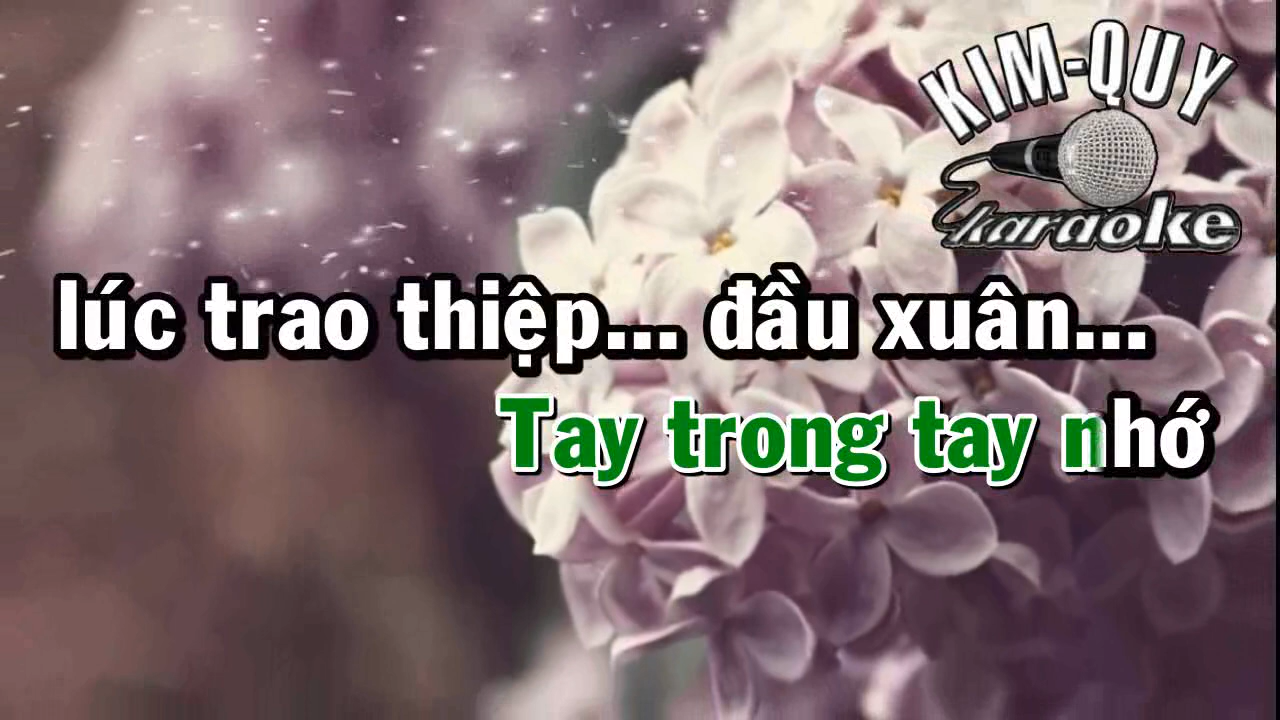 KIM-QUY
karaoke
lúc trao thiệp... đầu xuân...
Tay trong tay nhớ